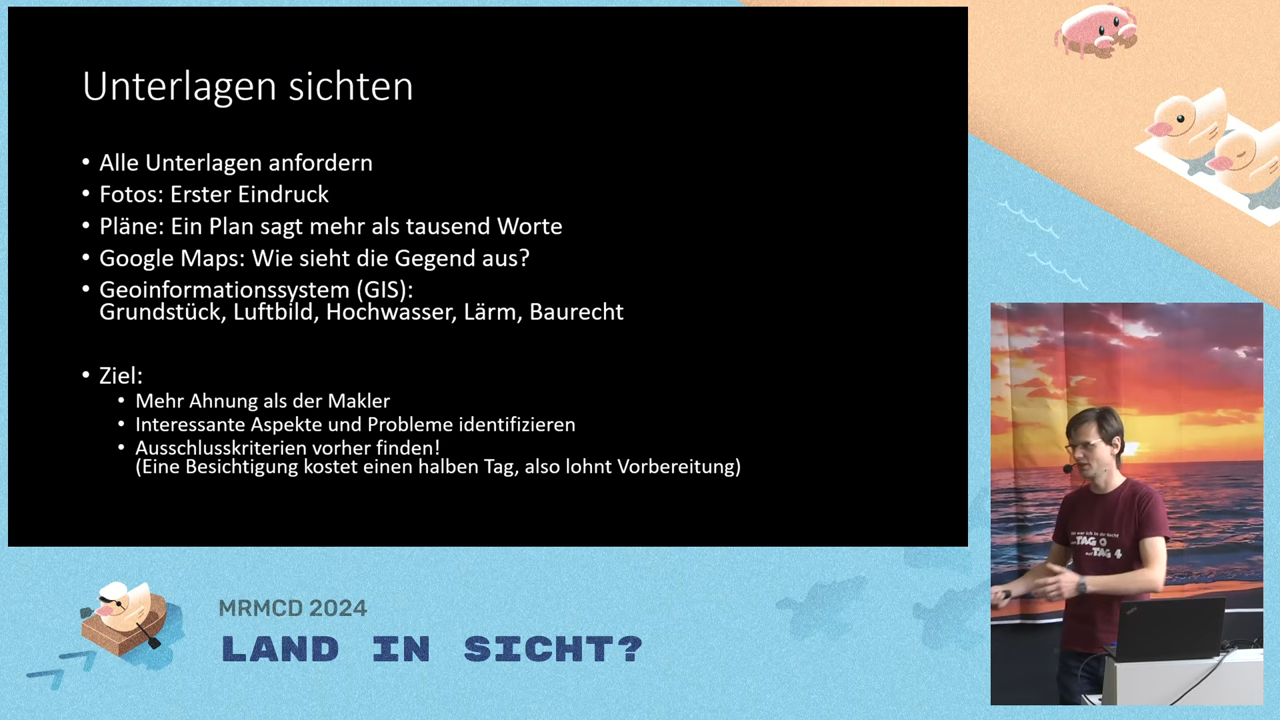 Unterlagen sichten
• Alle Unterlagen anfordern
• Fotos: Erster Eindruck
• Pläne: Ein Plan sagt mehr als tausend Worte
• Google Maps: Wie sieht die Gegend aus?
• Geoinformationssystem (GIS):
Grundstück, Luftbild, Hochwasser, Lärm, Baurecht
• Ziel:
• Mehr Ahnung als der Makler
• Interessante Aspekte und Probleme identifizieren
• Ausschlusskriterien vorher finden!
(Eine Besichtigung kostet einen halben Tag, also lohnt Vorbereitung)
MRMCD 2024
LAND IN SICHT?
TAG
TAG 4